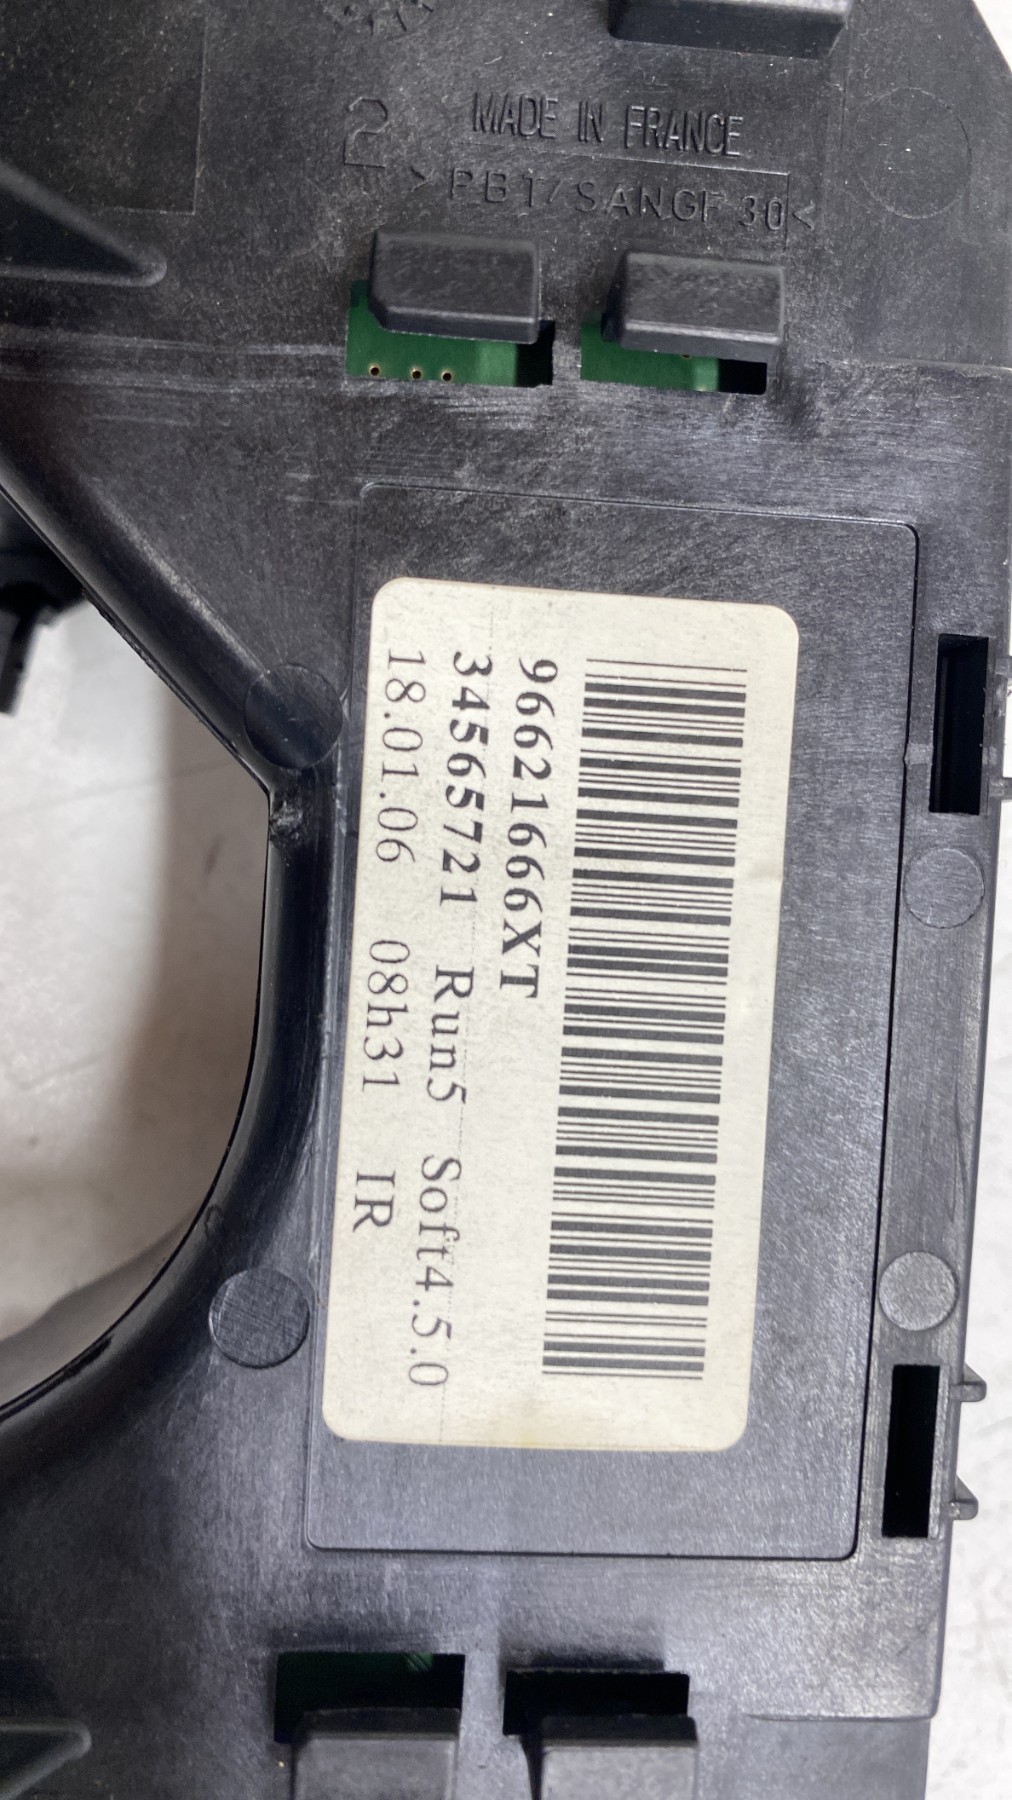 2
MADE IN FRANCE
>PBT/SANGF 30<
96621666XT
34565721 Run5 Soft4.5.0
18.01.06 08h31 IR